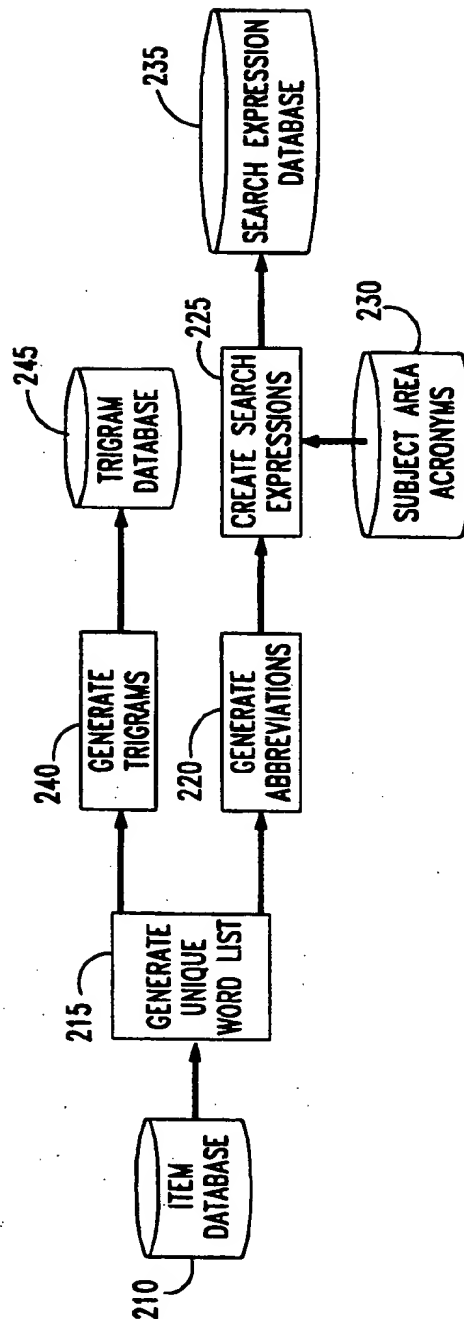 210
ITEM
DATABASE
215
GENERATE
UNIQUE
WORD LIST
240
GENERATE
TRIGRAMS
245
TRIGRAM
DATABASE
220
GENERATE
ABBREVIATIONS
225
CREATE SEARCH
EXPRESSIONS
230
SUBJECT AREA
ACRONYMS
235
SEARCH EXPRESSION
DATABASE